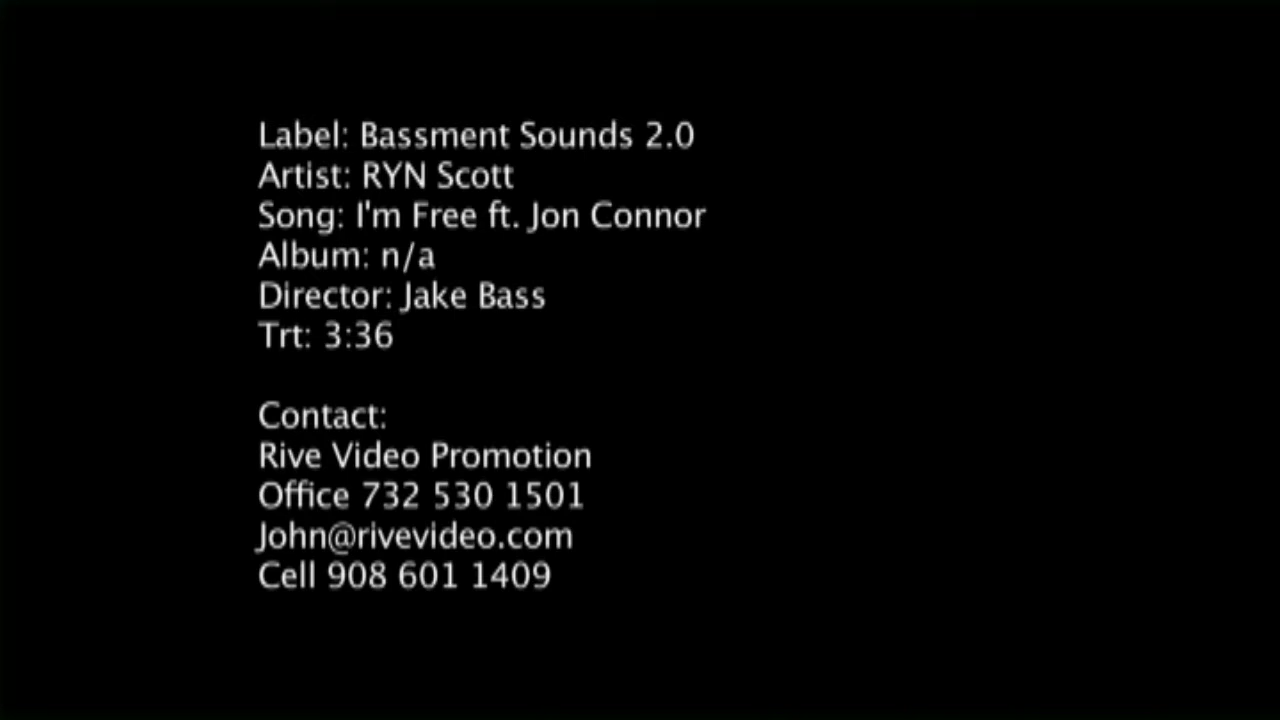 Label: Bassment Sounds 2.0
Artist: RYN Scott
Song: I'm Free ft. Jon Connor
Album: n/a
Director: Jake Bass
Trt: 3:36
Contact:
Rive Video Promotion
Office 732 530 1501
John@rivevideo.com
Cell 908 601 1409